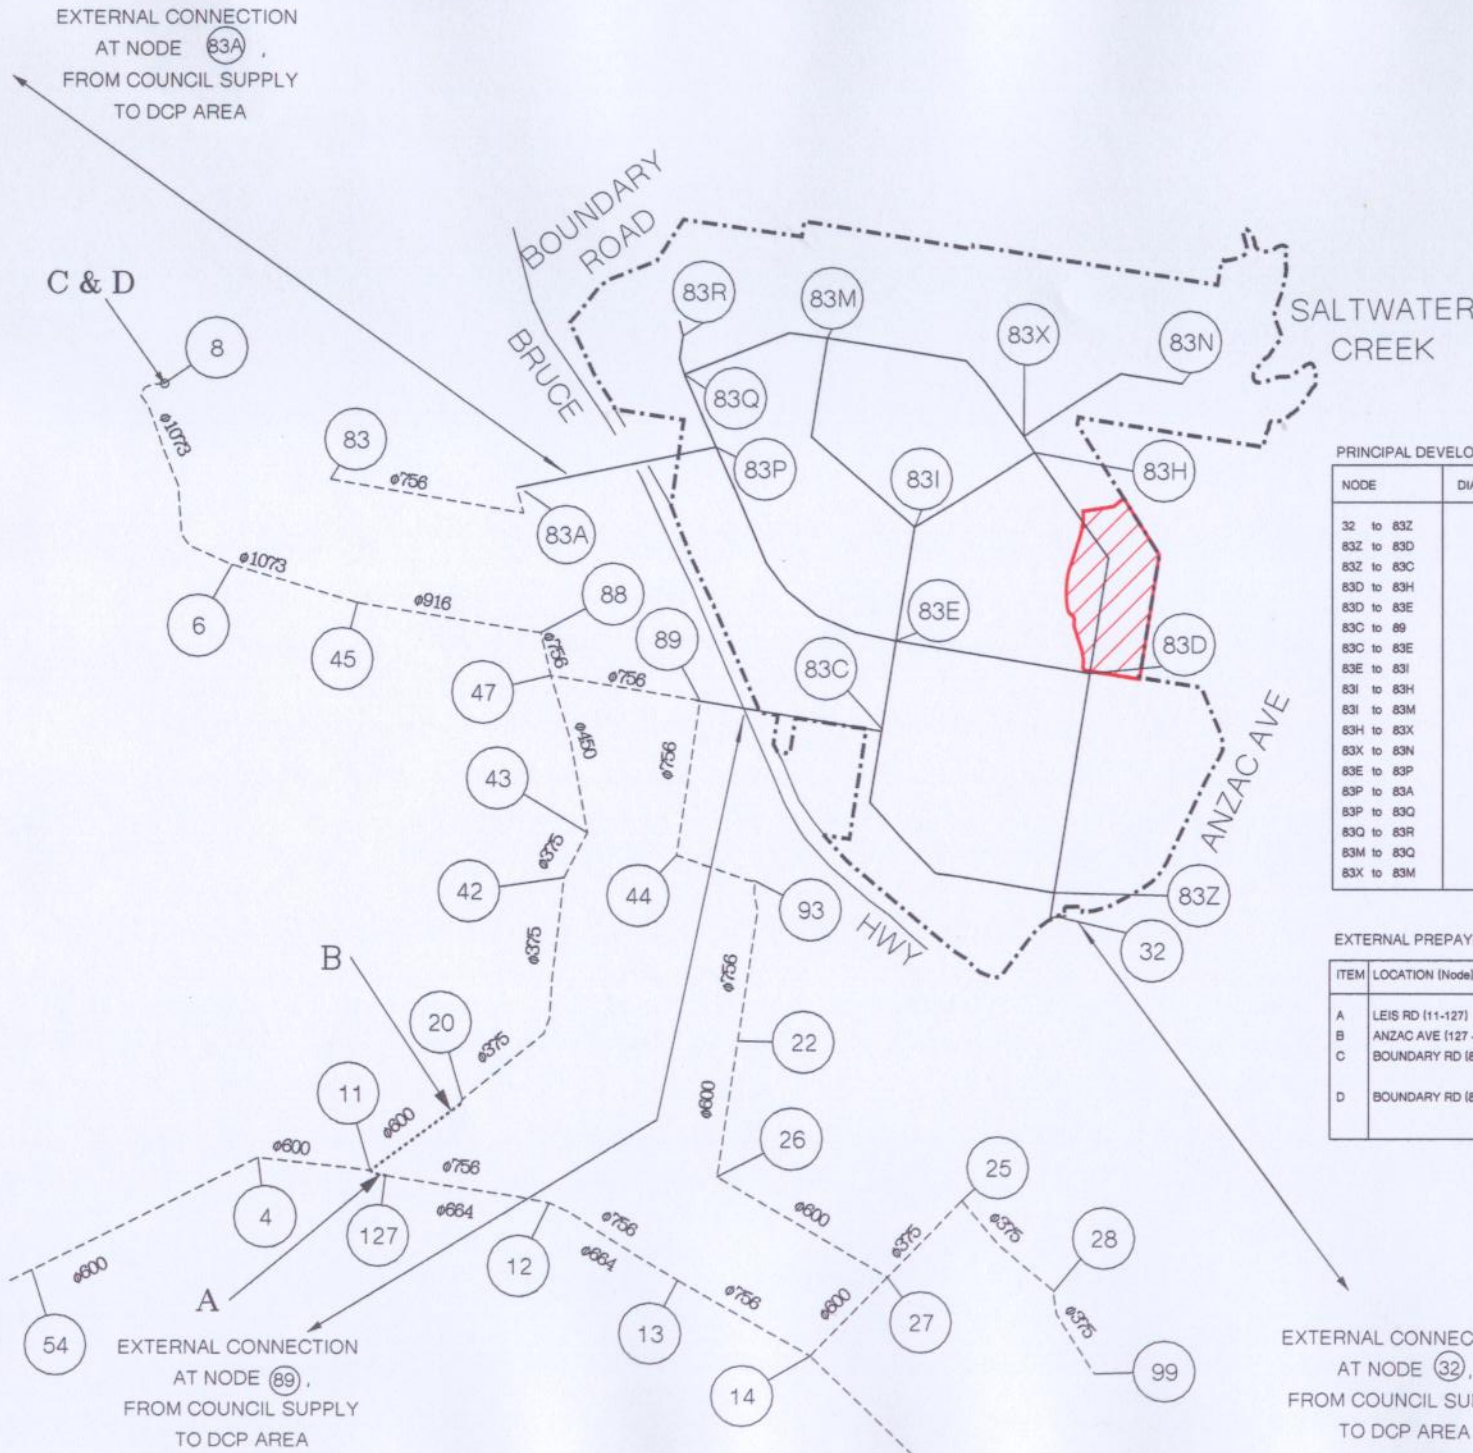 EXTERNAL CONNECTION
AT NODE 83A ,
FROM COUNCIL SUPPLY
TO DCP AREA
BOUNDARY
ROAD
BRUCE
HWY
SALTWATER
CREEK
ANZAC AVE
C & D
8
ø1073
83
ø756
83A
ø1073
6
45
ø916
88
ø756
47
ø756
89
ø450
ø756
43
ø375
42
44
93
ø375
ø756
B
20
ø375
22
11
ø600
ø600
ø600
26
ø756
4
127
ø664
12
ø756
ø664
ø600
25
ø375
ø375
28
ø600
54
A
13
ø756
ø600
27
ø375
99
14
83R
83M
83X
83N
83Q
83P
83I
83H
83E
83D
83C
83Z
32
PRINCIPAL DEVELO
NODE DIA
32 to 83Z
83Z to 83D
83Z to 83C
83D to 83H
83D to 83E
83C to 89
83C to 83E
83E to 83I
83I to 83H
83I to 83M
83H to 83X
83X to 83N
83E to 83P
83P to 83A
83P to 83Q
83Q to 83R
83M to 83Q
83X to 83M
EXTERNAL PREPAY
ITEM LOCATION (Node)
A LEIS RD (11-127)
B ANZAC AVE (127 -
C BOUNDARY RD (8
D BOUNDARY RD (8
EXTERNAL CONNECTION
AT NODE 89 ,
FROM COUNCIL SUPPLY
TO DCP AREA
EXTERNAL CONNEC
AT NODE 32 ,
FROM COUNCIL SU
TO DCP AREA